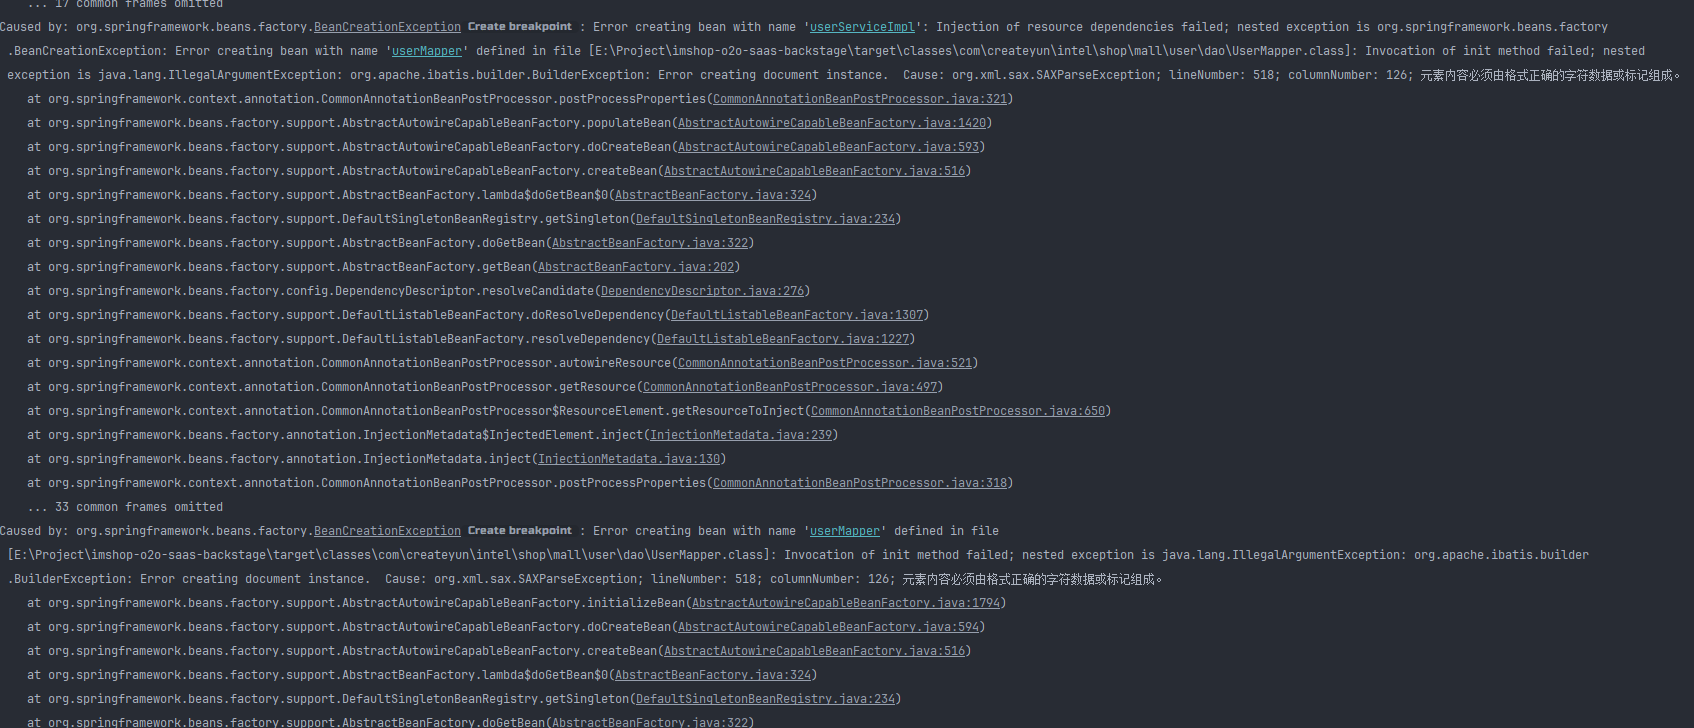 ... 17 common frames omitted
Caused by: org.springframework.beans.factory.BeanCreationException Create breakpoint : Error creating bean with name 'userServiceImpl': Injection of resource dependencies failed; nested exception is org.springframework.beans.factory
.BeanCreationException: Error creating bean with name 'userMapper' defined in file [E:\Project\imshop-o2o-saas-backstage\target\classes\com\createyun\intel\shop\mall\user\dao\UserMapper.class]: Invocation of init method failed; nested
exception is java.lang.IllegalArgumentException: org.apache.ibatis.builder.BuilderException: Error creating document instance.  Cause: org.xml.sax.SAXParseException; lineNumber: 518; columnNumber: 126; 元素内容必须由格式正确的字符数据或标记组成。
at org.springframework.context.annotation.CommonAnnotationBeanPostProcessor.postProcessProperties(CommonAnnotationBeanPostProcessor.java:321)
at org.springframework.beans.factory.support.AbstractAutowireCapableBeanFactory.populateBean(AbstractAutowireCapableBeanFactory.java:1420)
at org.springframework.beans.factory.support.AbstractAutowireCapableBeanFactory.doCreateBean(AbstractAutowireCapableBeanFactory.java:593)
at org.springframework.beans.factory.support.AbstractAutowireCapableBeanFactory.createBean(AbstractAutowireCapableBeanFactory.java:516)
at org.springframework.beans.factory.support.AbstractBeanFactory.lambda$doGetBean$0(AbstractBeanFactory.java:324)
at org.springframework.beans.factory.support.DefaultSingletonBeanRegistry.getSingleton(DefaultSingletonBeanRegistry.java:234)
at org.springframework.beans.factory.support.AbstractBeanFactory.doGetBean(AbstractBeanFactory.java:322)
at org.springframework.beans.factory.support.AbstractBeanFactory.getBean(AbstractBeanFactory.java:202)
at org.springframework.beans.factory.config.DependencyDescriptor.resolveCandidate(DependencyDescriptor.java:276)
at org.springframework.beans.factory.support.DefaultListableBeanFactory.doResolveDependency(DefaultListableBeanFactory.java:1307)
at org.springframework.beans.factory.support.DefaultListableBeanFactory.resolveDependency(DefaultListableBeanFactory.java:1227)
at org.springframework.context.annotation.CommonAnnotationBeanPostProcessor.autowireResource(CommonAnnotationBeanPostProcessor.java:521)
at org.springframework.context.annotation.CommonAnnotationBeanPostProcessor.getResource(CommonAnnotationBeanPostProcessor.java:497)
at org.springframework.context.annotation.CommonAnnotationBeanPostProcessor$ResourceElement.getResourceToInject(CommonAnnotationBeanPostProcessor.java:650)
at org.springframework.beans.factory.annotation.InjectionMetadata$InjectedElement.inject(InjectionMetadata.java:239)
at org.springframework.beans.factory.annotation.InjectionMetadata.inject(InjectionMetadata.java:130)
at org.springframework.context.annotation.CommonAnnotationBeanPostProcessor.postProcessProperties(CommonAnnotationBeanPostProcessor.java:318)
... 33 common frames omitted
Caused by: org.springframework.beans.factory.BeanCreationException Create breakpoint : Error creating bean with name 'userMapper' defined in file
[E:\Project\imshop-o2o-saas-backstage\target\classes\com\createyun\intel\shop\mall\user\dao\UserMapper.class]: Invocation of init method failed; nested exception is java.lang.IllegalArgumentException: org.apache.ibatis.builder
.BuilderException: Error creating document instance.  Cause: org.xml.sax.SAXParseException; lineNumber: 518; columnNumber: 126; 元素内容必须由格式正确的字符数据或标记组成。
at org.springframework.beans.factory.support.AbstractAutowireCapableBeanFactory.initializeBean(AbstractAutowireCapableBeanFactory.java:1794)
at org.springframework.beans.factory.support.AbstractAutowireCapableBeanFactory.doCreateBean(AbstractAutowireCapableBeanFactory.java:594)
at org.springframework.beans.factory.support.AbstractAutowireCapableBeanFactory.createBean(AbstractAutowireCapableBeanFactory.java:516)
at org.springframework.beans.factory.support.AbstractBeanFactory.lambda$doGetBean$0(AbstractBeanFactory.java:324)
at org.springframework.beans.factory.support.DefaultSingletonBeanRegistry.getSingleton(DefaultSingletonBeanRegistry.java:234)
at org.springframework.beans.factory.support.AbstractBeanFactory.doGetBean(AbstractBeanFactory.java:322)